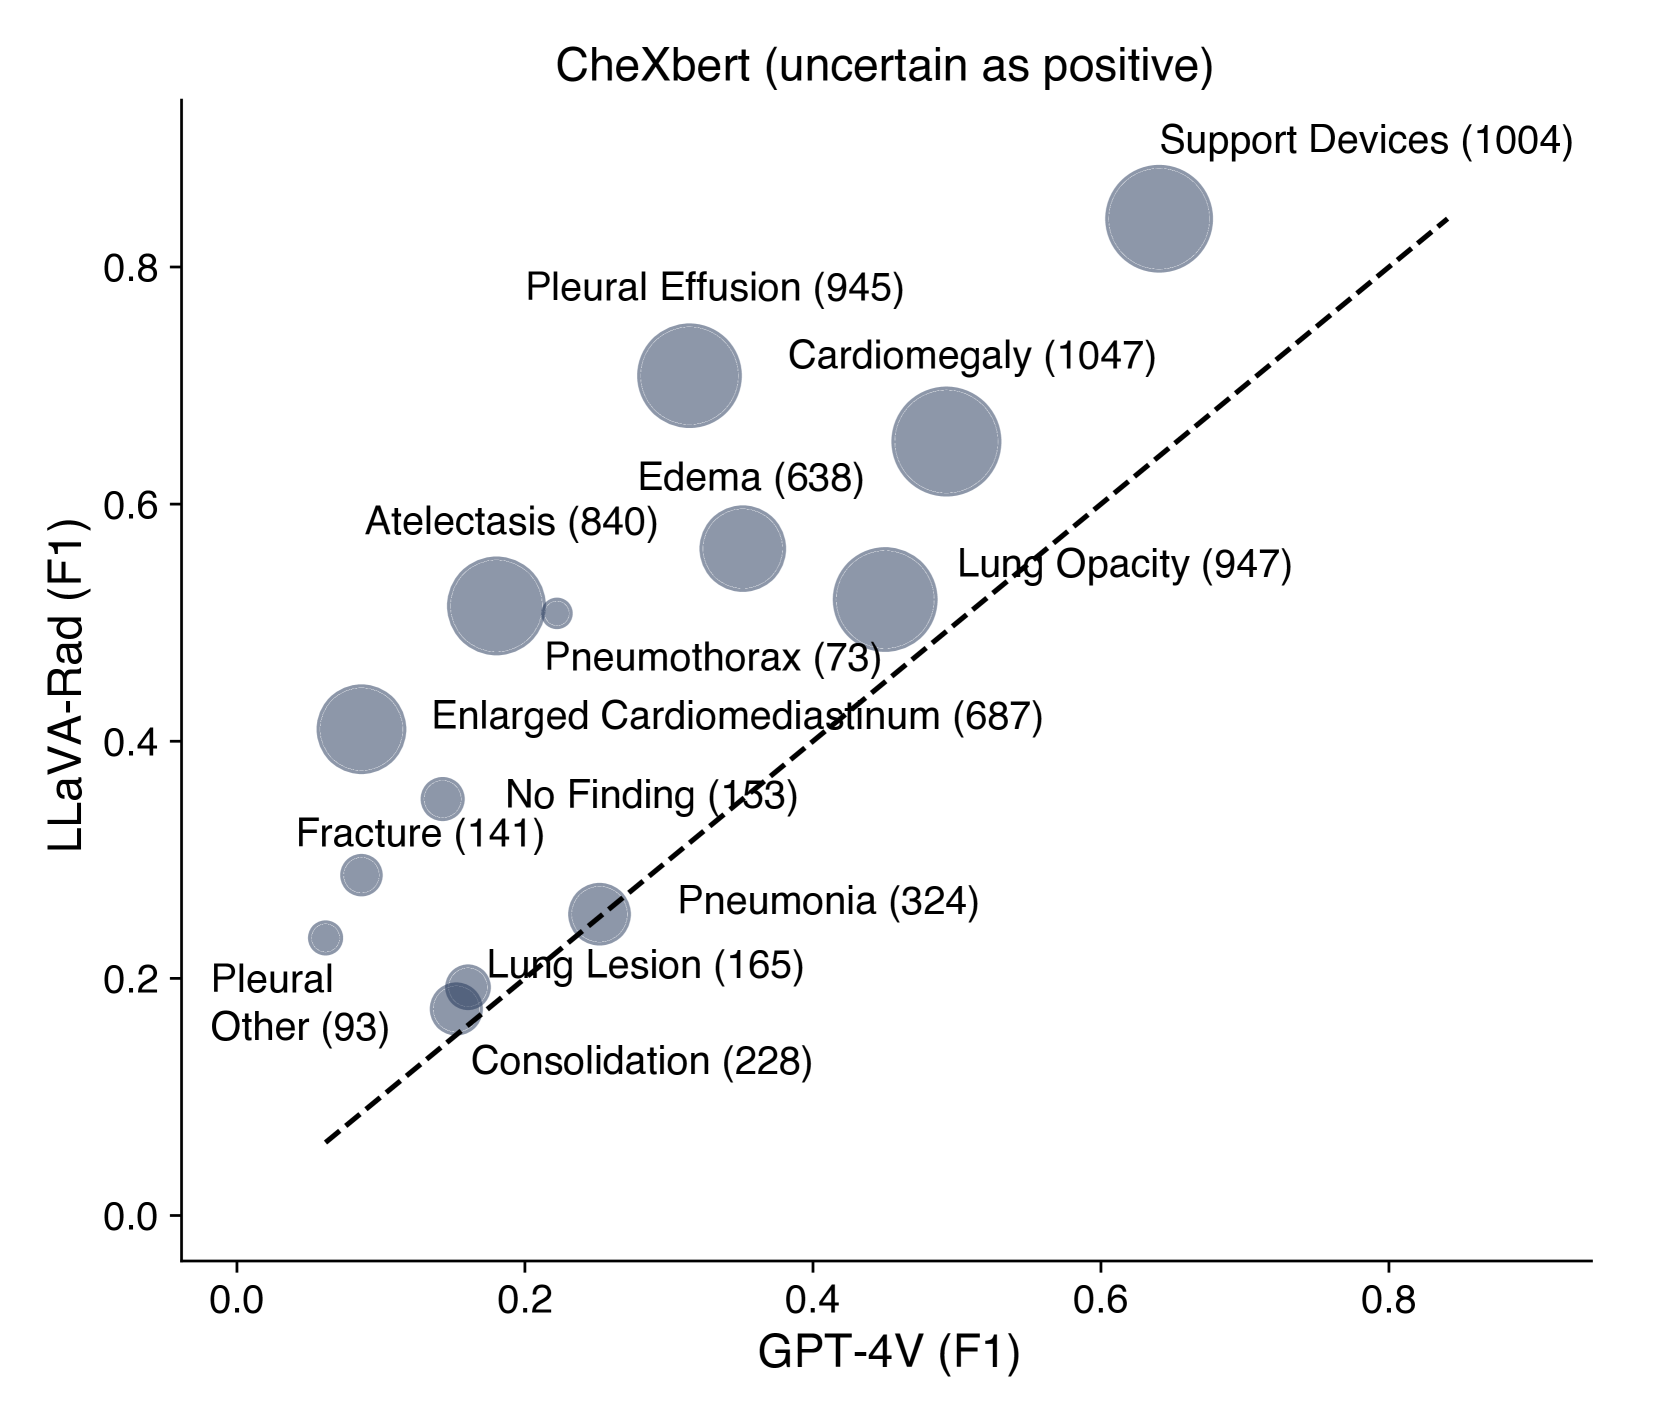 CheXbert (uncertain as positive)
Support Devices (1004)
Pleural Effusion (945)
Cardiomegaly (1047)
Edema (638)
Atelectasis (840)
Lung Opacity (947)
Pneumothorax (73)
Enlarged Cardiomediastinum (687)
No Finding (153)
Fracture (141)
Pneumonia (324)
Lung Lesion (165)
Pleural
Other (93)
Consolidation (228)
LLaVA-Rad (F1)
0.8
0.6
0.4
0.2
0.0
0.0 0.2 0.4 0.6 0.8
GPT-4V (F1)